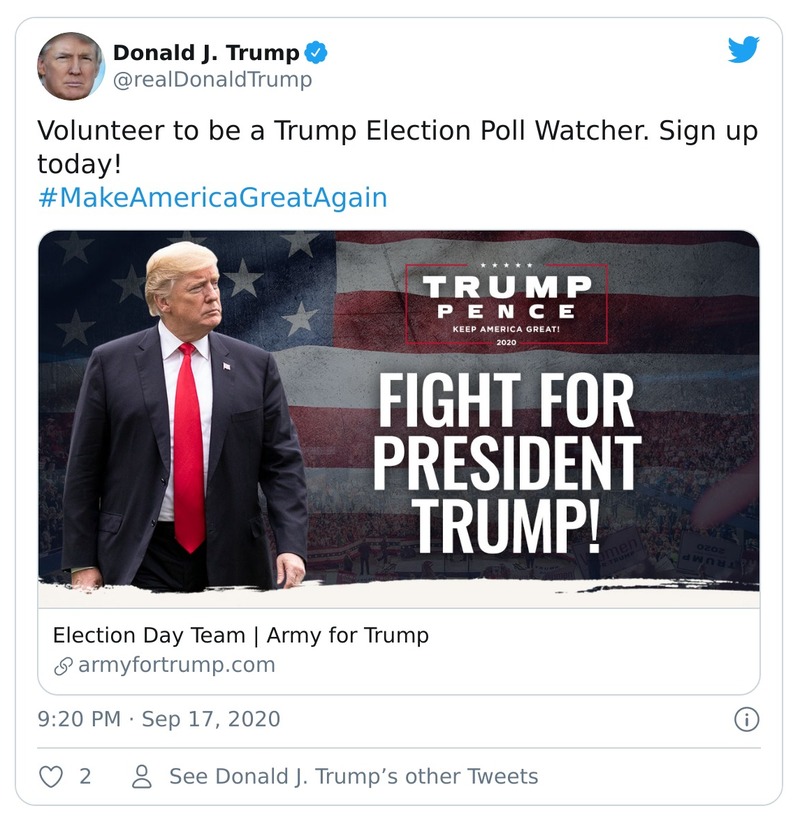 Donald J. Trump
@realDonaldTrump
Volunteer to be a Trump Election Poll Watcher. Sign up
today!
#MakeAmericaGreatAgain
TRUMP
PENCE
KEEP AMERICA GREAT!
2020
FIGHT FOR
PRESIDENT
TRUMP!
Election Day Team | Army for Trump
armyfortrump.com
9:20 PM · Sep 17, 2020
2
See Donald J. Trump’s other Tweets